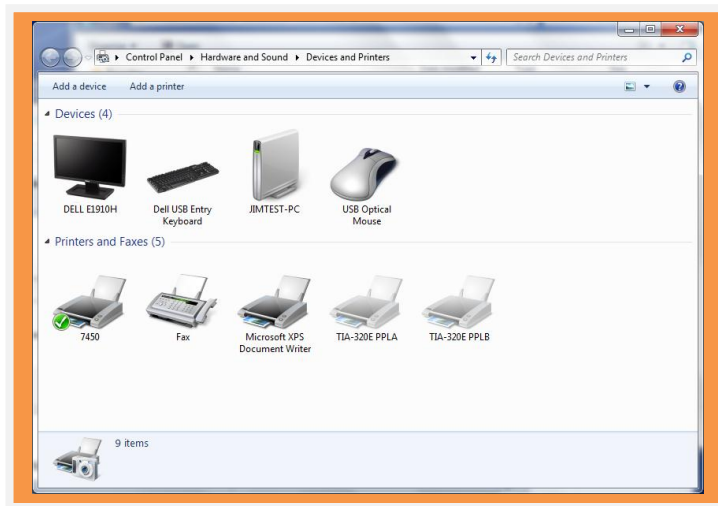 Control Panel ▸ Hardware and Sound ▸ Devices and Printers
Search Devices and Printers
Add a device Add a printer
Devices (4)
DELL E1910H
Dell USB Entry
Keyboard
JIMTEST-PC
USB Optical
Mouse
Printers and Faxes (5)
7450
Fax
Microsoft XPS
Document Writer
TIA-320E PPLA
TIA-320E PPLB
9 items